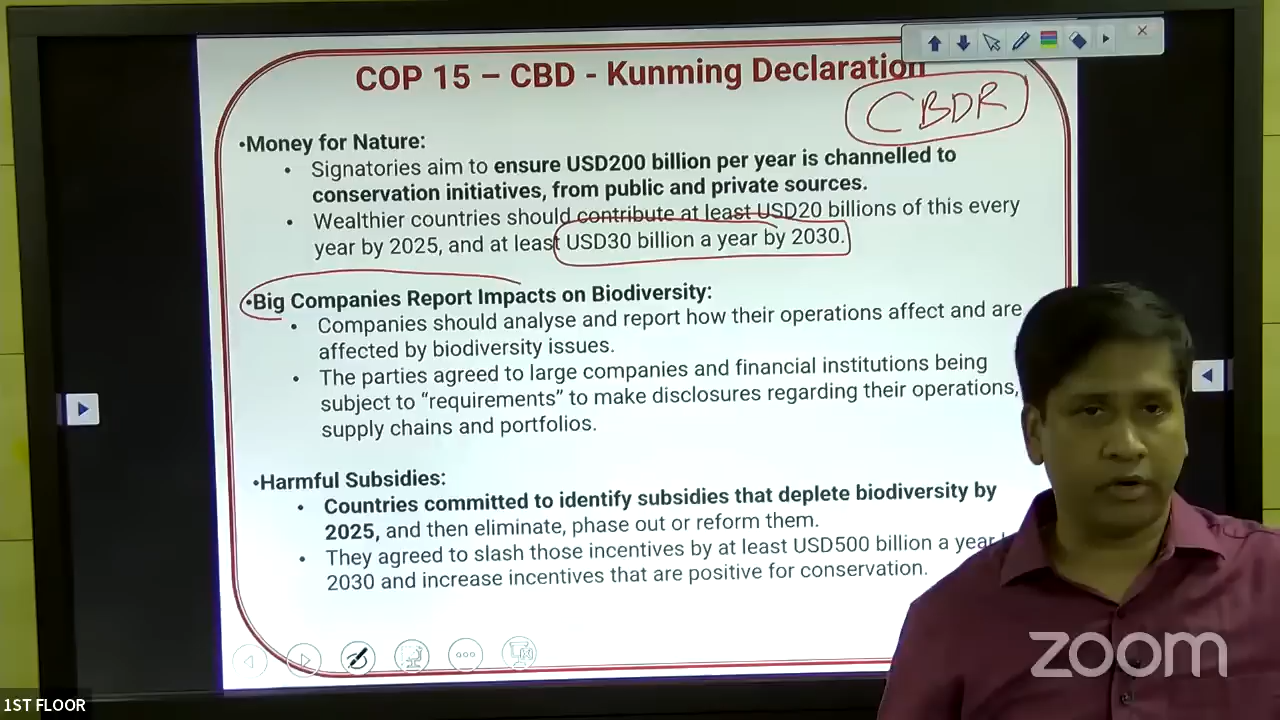 COP 15 – CBD - Kunming Declaration
CBDR
•Money for Nature:
• Signatories aim to ensure USD200 billion per year is channelled to
conservation initiatives, from public and private sources.
• Wealthier countries should contribute at least USD20 billions of this every
year by 2025, and at least USD30 billion a year by 2030.
•Big Companies Report Impacts on Biodiversity:
• Companies should analyse and report how their operations affect and are
affected by biodiversity issues.
• The parties agreed to large companies and financial institutions being
subject to “requirements” to make disclosures regarding their operations,
supply chains and portfolios.
•Harmful Subsidies:
• Countries committed to identify subsidies that deplete biodiversity by
2025, and then eliminate, phase out or reform them.
• They agreed to slash those incentives by at least USD500 billion a year
2030 and increase incentives that are positive for conservation.
zoom
1ST FLOOR